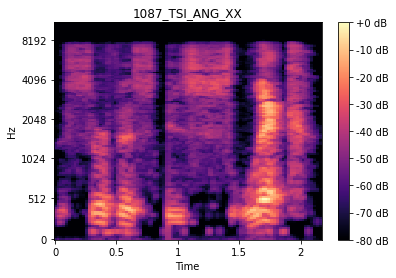 1087_TSI_ANG_XX
Hz
8192
4096
2048
1024
512
0
0
0.5
1
1.5
2
Time
+0 dB
-10 dB
-20 dB
-30 dB
-40 dB
-50 dB
-60 dB
-70 dB
-80 dB